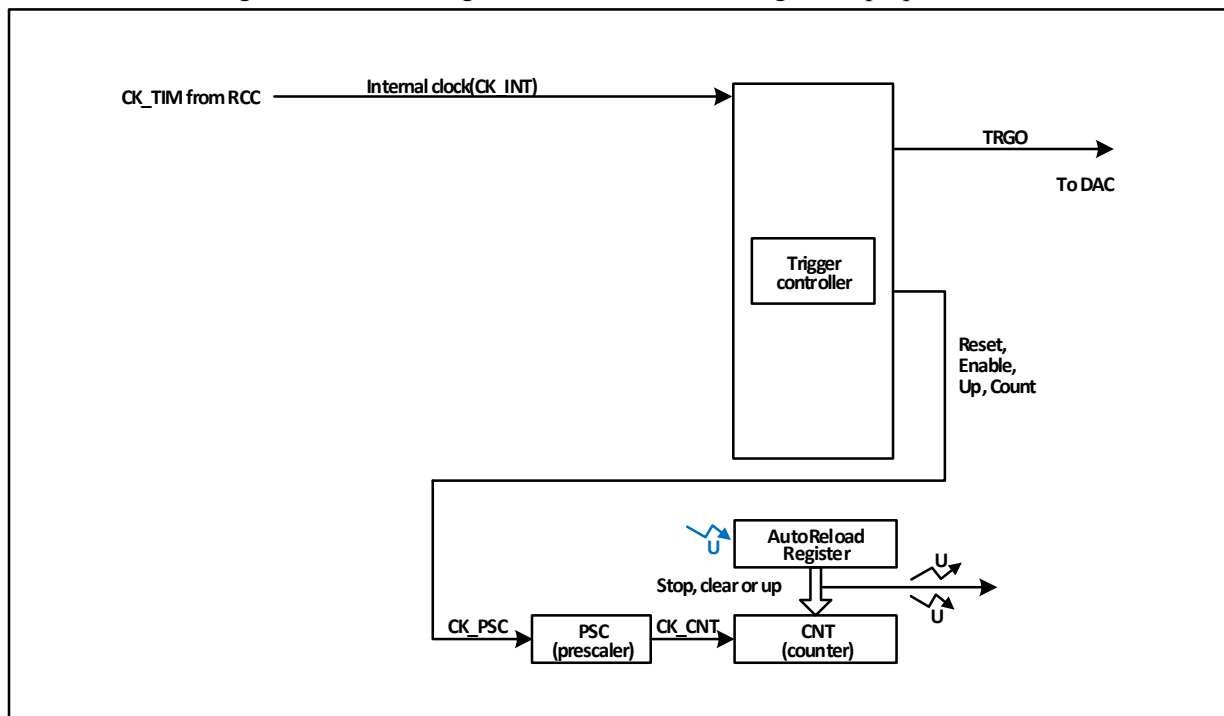 CK_TIM from RCC
Internal clock(CK_INT)
TRGO
To DAC
Trigger
controller
Reset,
Enable,
Up, Count
U
AutoReload
Register
Stop, clear or up
U
U
CK_PSC
PSC
(prescaler)
CK_CNT
CNT
(counter)